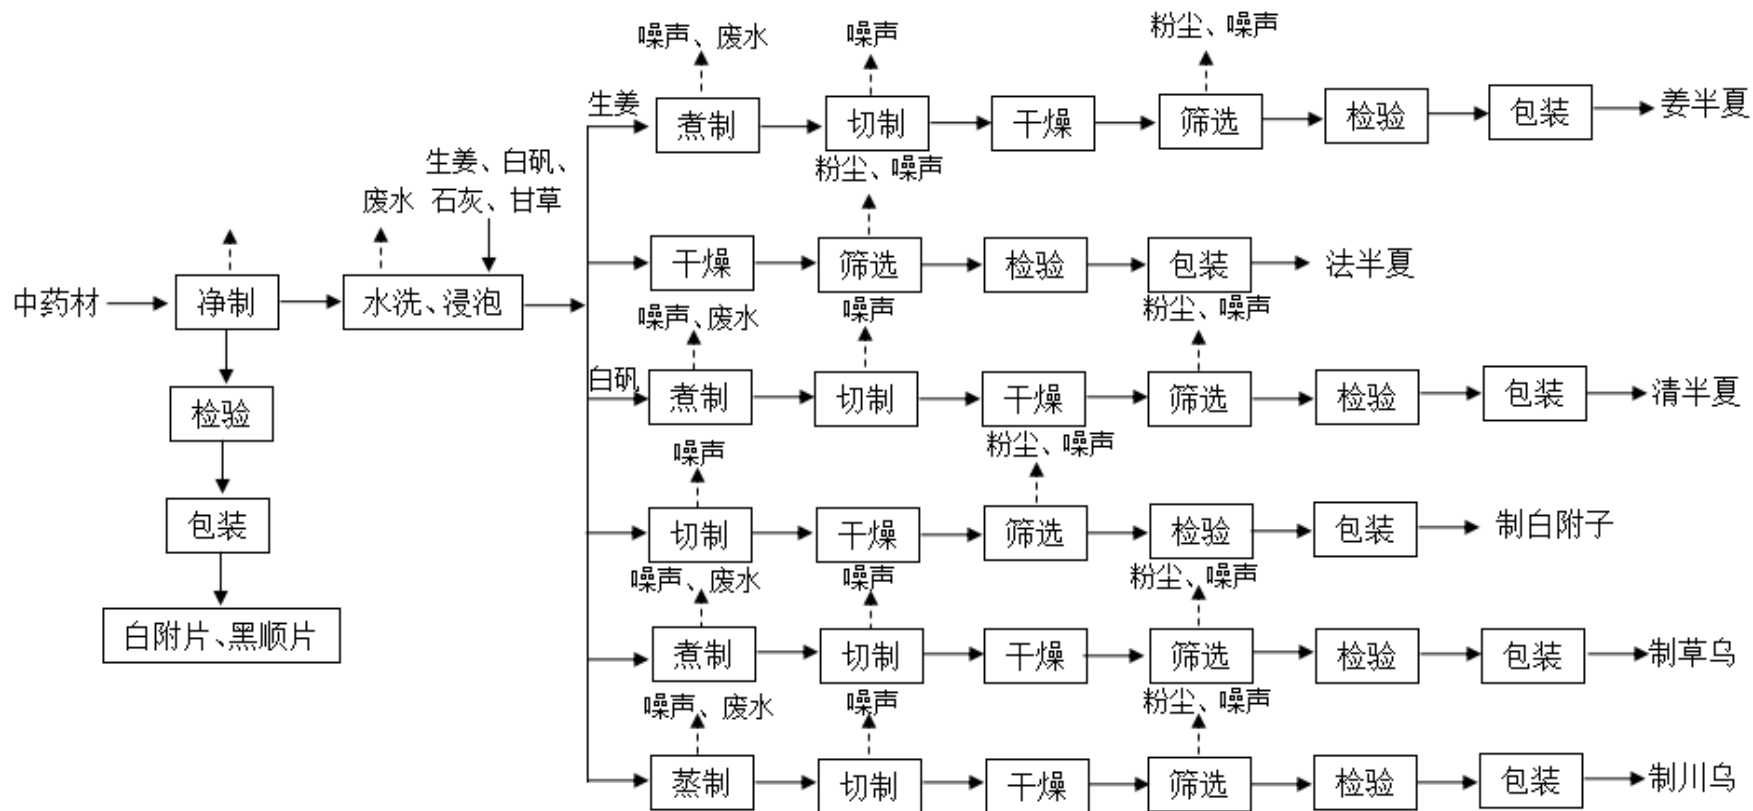 噪声、废水
噪声
粉尘、噪声
生姜
煮制
切制
干燥
筛选
检验
包装
姜半夏
生姜、白矾、
石灰、甘草
废水
粉尘、噪声
干燥
筛选
检验
包装
法半夏
中药材
净制
水洗、浸泡
噪声、废水
噪声
粉尘、噪声
白矾
煮制
切制
干燥
筛选
检验
包装
清半夏
检验
包装
白附片、黑顺片
噪声
粉尘、噪声
切制
干燥
筛选
检验
包装
制白附子
噪声、废水
噪声
粉尘、噪声
煮制
切制
干燥
筛选
检验
包装
制草乌
噪声、废水
噪声
粉尘、噪声
蒸制
切制
干燥
筛选
检验
包装
制川乌